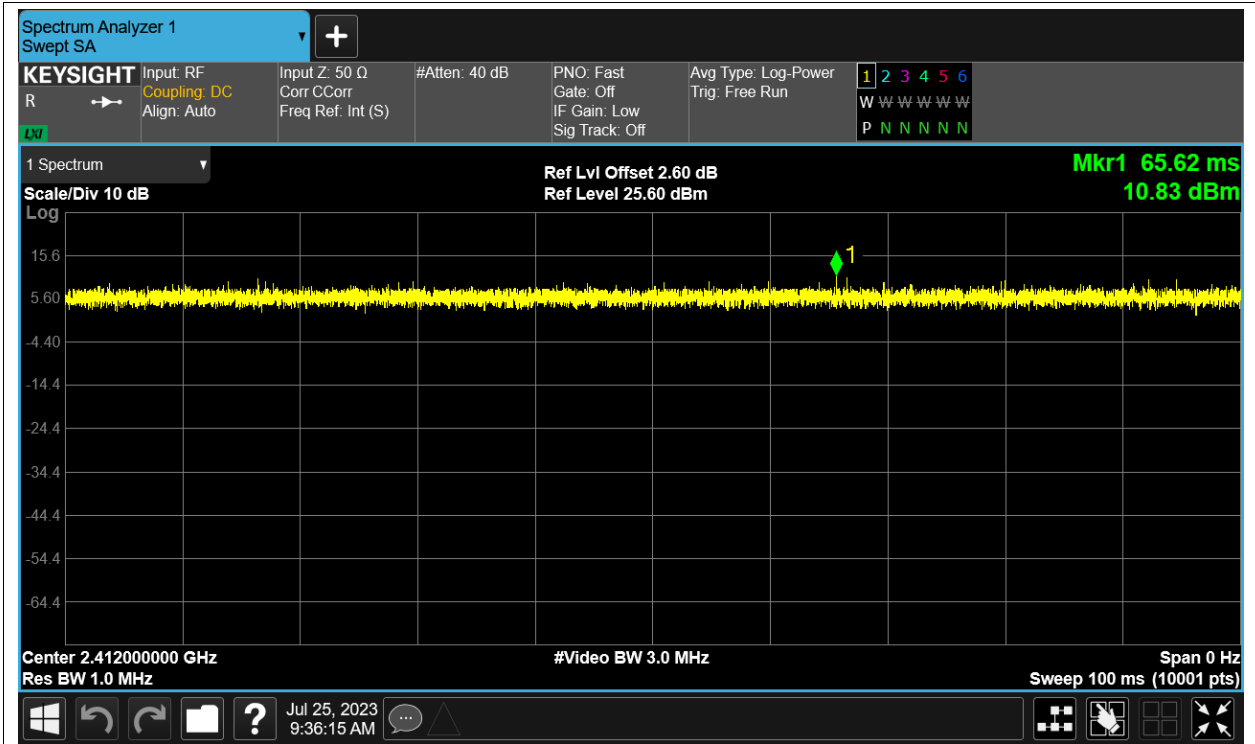 Spectrum Analyzer 1
Swept SA
KEYSIGHT
R
LXI
Input: RF
Coupling: DC
Align: Auto
Input Z: 50 Ω
Corr CCorr
Freq Ref: Int (S)
#Atten: 40 dB
PNO: Fast
Gate: Off
IF Gain: Low
Sig Track: Off
Avg Type: Log-Power
Trig: Free Run
1 2 3 4 5 6
W W W W W W
P N N N N N
1 Spectrum
Scale/Div 10 dB
Log
Ref Lvl Offset 2.60 dB
Ref Level 25.60 dBm
Mkr1 65.62 ms
10.83 dBm
1
15.6
5.60
-4.40
-14.4
-24.4
-34.4
-44.4
-54.4
-64.4
Center 2.412000000 GHz
#Video BW 3.0 MHz
Span 0 Hz
Res BW 1.0 MHz
Sweep 100 ms (10001 pts)
?
Jul 25, 2023
9:36:15 AM